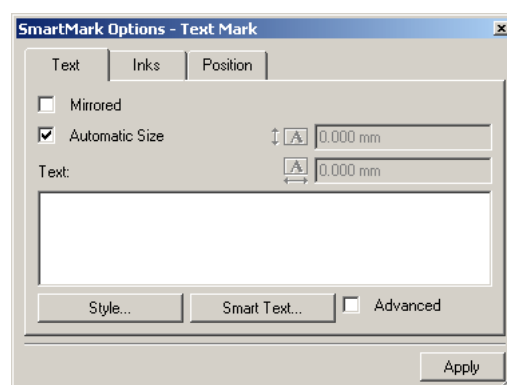 SmartMark Options - Text Mark
Text Inks Position
Mirrored
Automatic Size A 0.000 mm
Text: A 0.000 mm
Style... Smart Text... Advanced
Apply